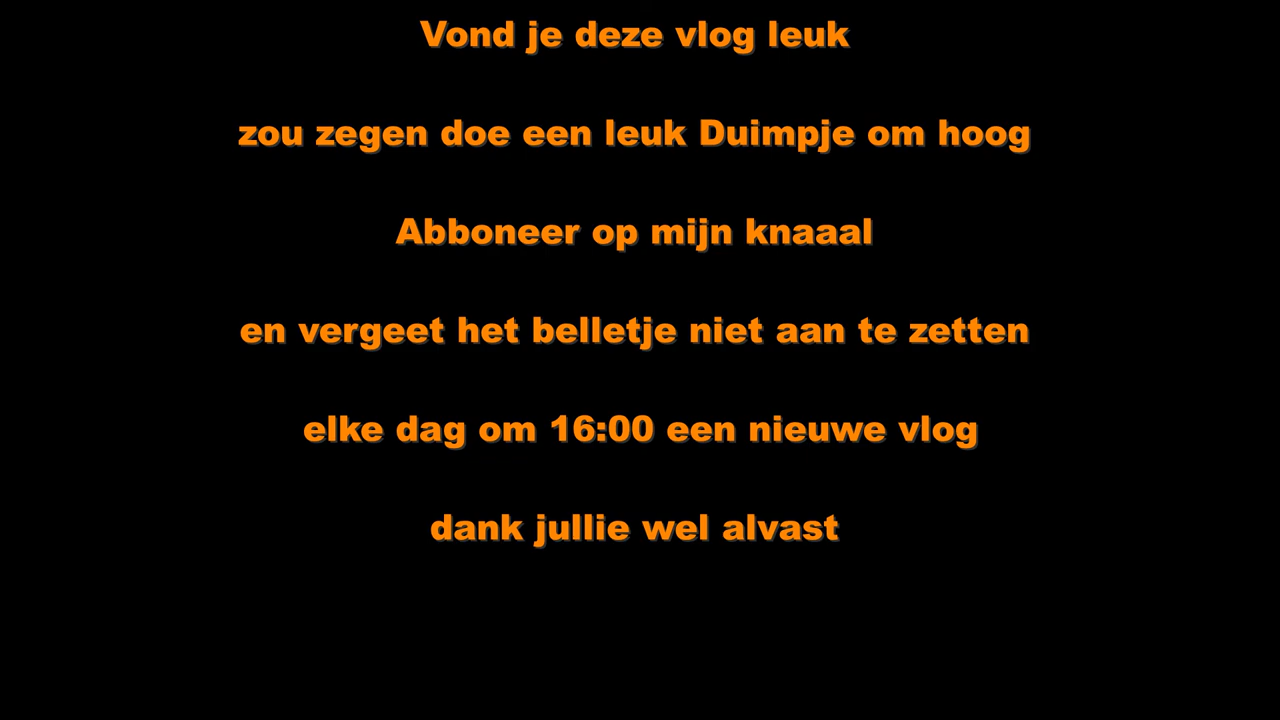 Vond je deze vlog leuk
zou zegen doe een leuk Duimpje om hoog
Abboneer op mijn knaaal
en vergeet het belletje niet aan te zetten
elke dag om 16:00 een nieuwe vlog
dank jullie wel alvast